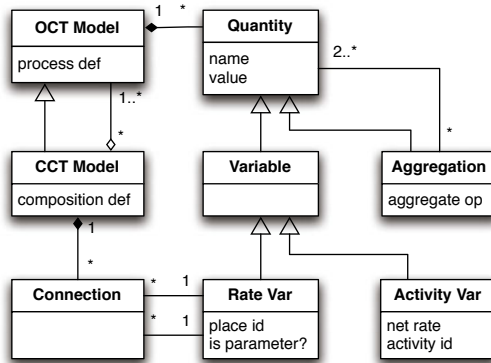 OCT Model
process def
1 *
Quantity
name
value
2..*
1..*
*
*
CCT Model
composition def
Variable
Aggregation
aggregate op
1
*
Connection
* 1
* 1
Rate Var
place id
is parameter?
Activity Var
net rate
activity id